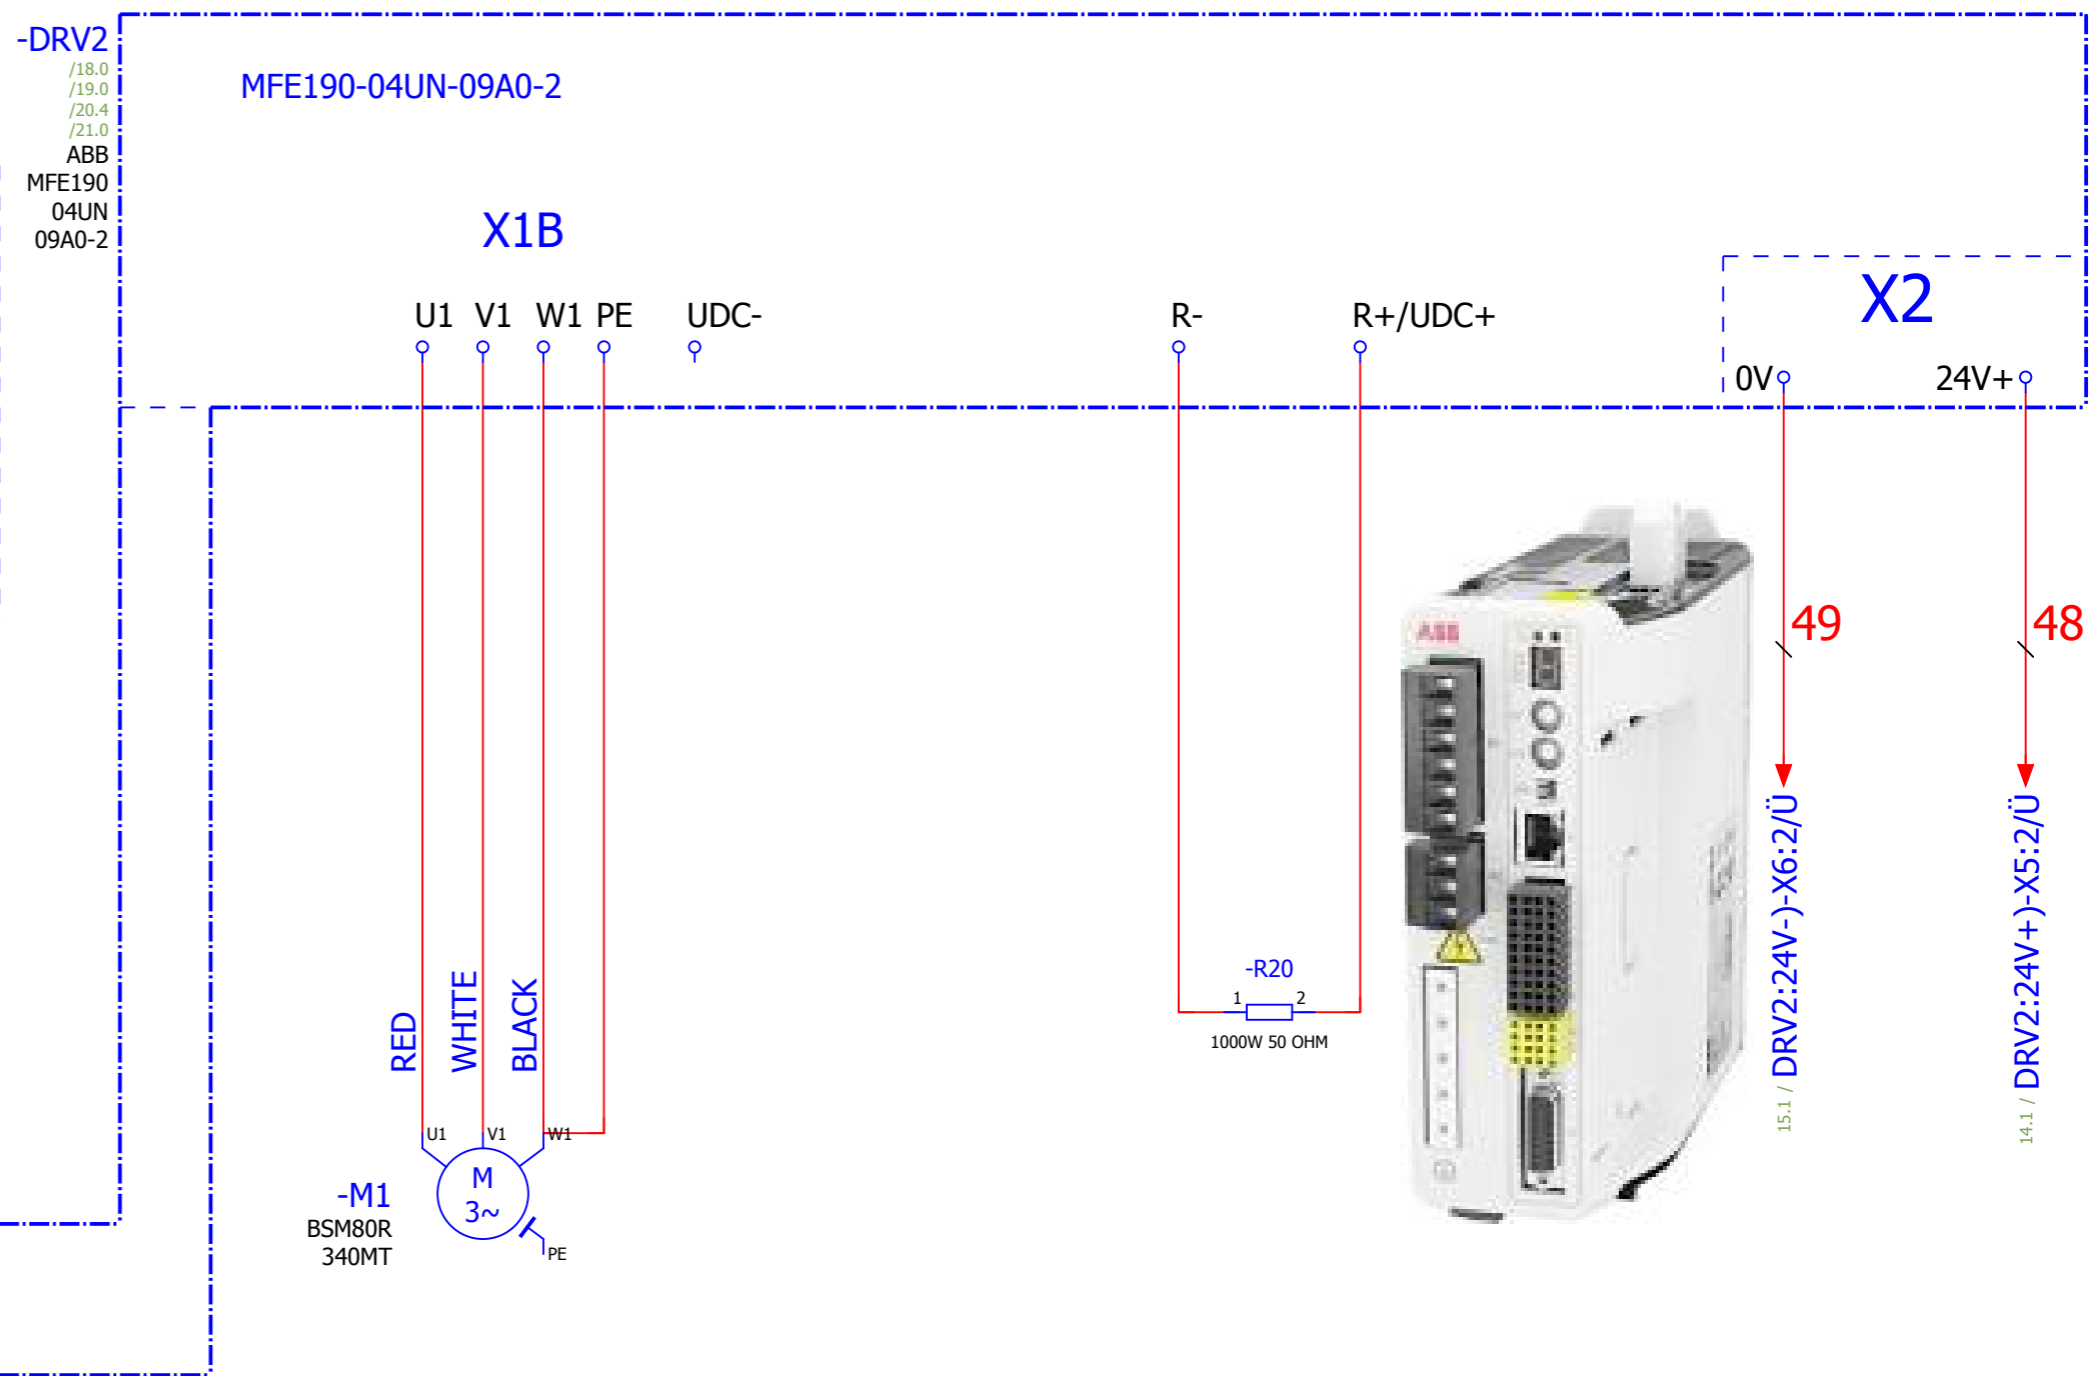 -DRV2
/18.0
/19.0
/20.4
/21.0
ABB
MFE190
04UN
09A0-2
MFE190-04UN-09A0-2
X1B
U1 V1 W1 PE UDC-
R- R+/UDC+
X2
0V 24V+
49 48
ABB
RED
WHITE
BLACK
-R20
1 2
1000W 50 OHM
15.1 / DRV2:24V-)-X6:2/Ü
14.1 / DRV2:24V+)-X5:2/Ü
U1 V1 W1
M
3~
-M1
BSM80R
340MT
PE